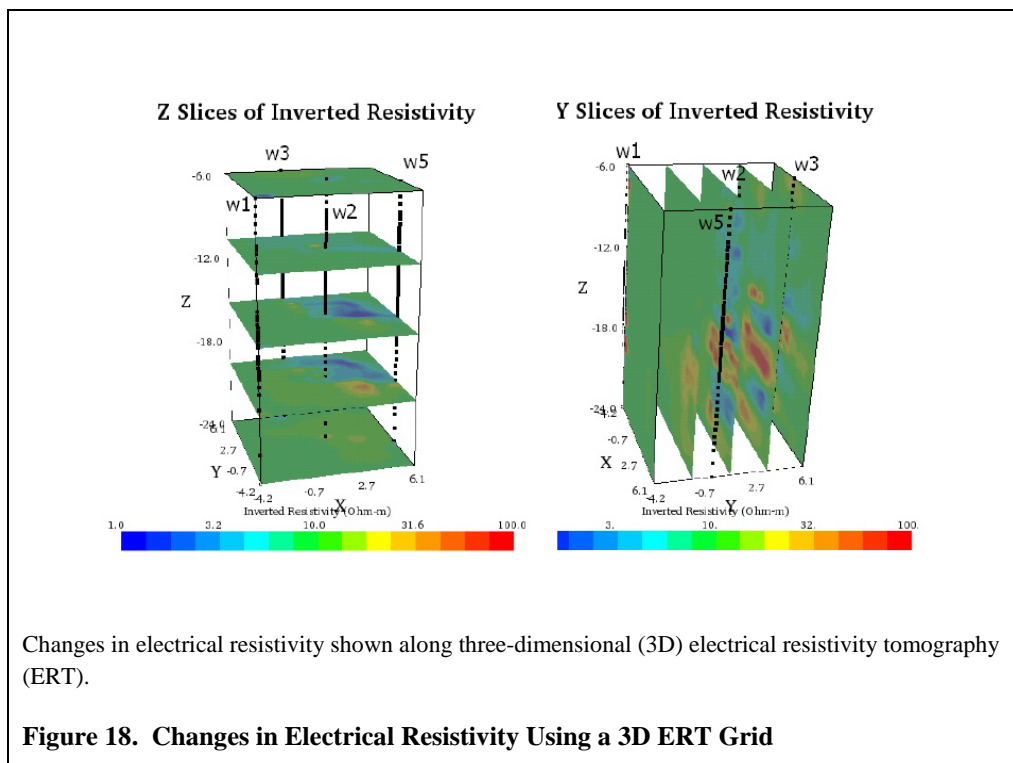 Z Slices of Inverted Resistivity
w3
w5
-6.0
w1
w2
-12.0
Z
-18.0
-24.0
6.1
2.7
Y -0.7
-4.2
-4.2
-0.7
X
2.7
6.1
Inverted Resistivity (Ohm-m)
1.0 3.2 10.0 31.6 100.0
Y Slices of Inverted Resistivity
w1
-6.0
w2
w3
w5
-12.0
Z
-18.0
-24.0
-4.2
-0.7
X
2.7
6.1
-4.2
-0.7
Y
2.7
6.1
Inverted Resistivity (Ohm-m)
3. 10. 32. 100.
Changes in electrical resistivity shown along three-dimensional (3D) electrical resistivity tomography
(ERT).
Figure 18. Changes in Electrical Resistivity Using a 3D ERT Grid